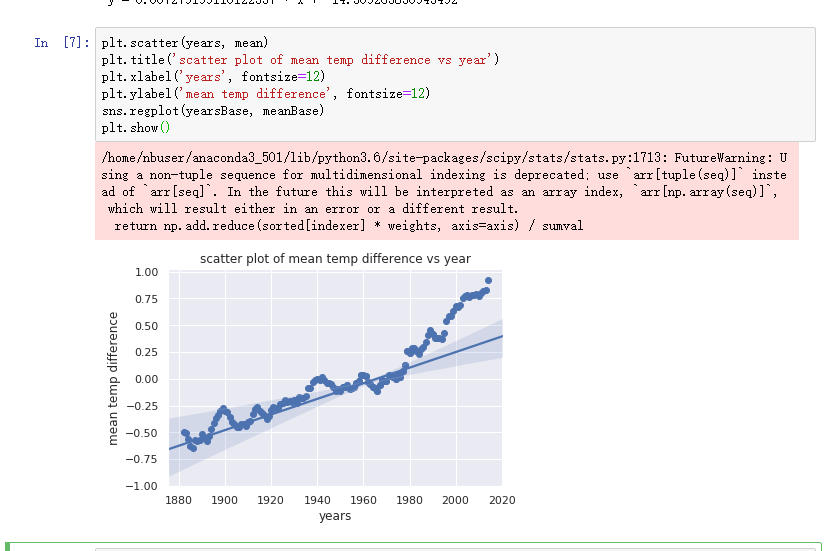 In [7]:
plt.scatter(years, mean)
plt.title('scatter plot of mean temp difference vs year')
plt.xlabel('years', fontsize=12)
plt.ylabel('mean temp difference', fontsize=12)
sns.regplot(yearsBase, meanBase)
plt.show()
/home/nbuser/anaconda3_501/lib/python3.6/site-packages/scipy/stats/stats.py:1713: FutureWarning: U
sing a non-tuple sequence for multidimensional indexing is deprecated; use `arr[tuple(seq)]` inste
ad of `arr[seq]`. In the future this will be interpreted as an array index, `arr[np.array(seq)]`,
which will result either in an error or a different result.
return np.add.reduce(sorted[indexer] * weights, axis=axis) / sumval
scatter plot of mean temp difference vs year
1.00
0.75
0.50
0.25
0.00
−0.25
−0.50
−0.75
−1.00
mean temp difference
1880 1900 1920 1940 1960 1980 2000 2020
years